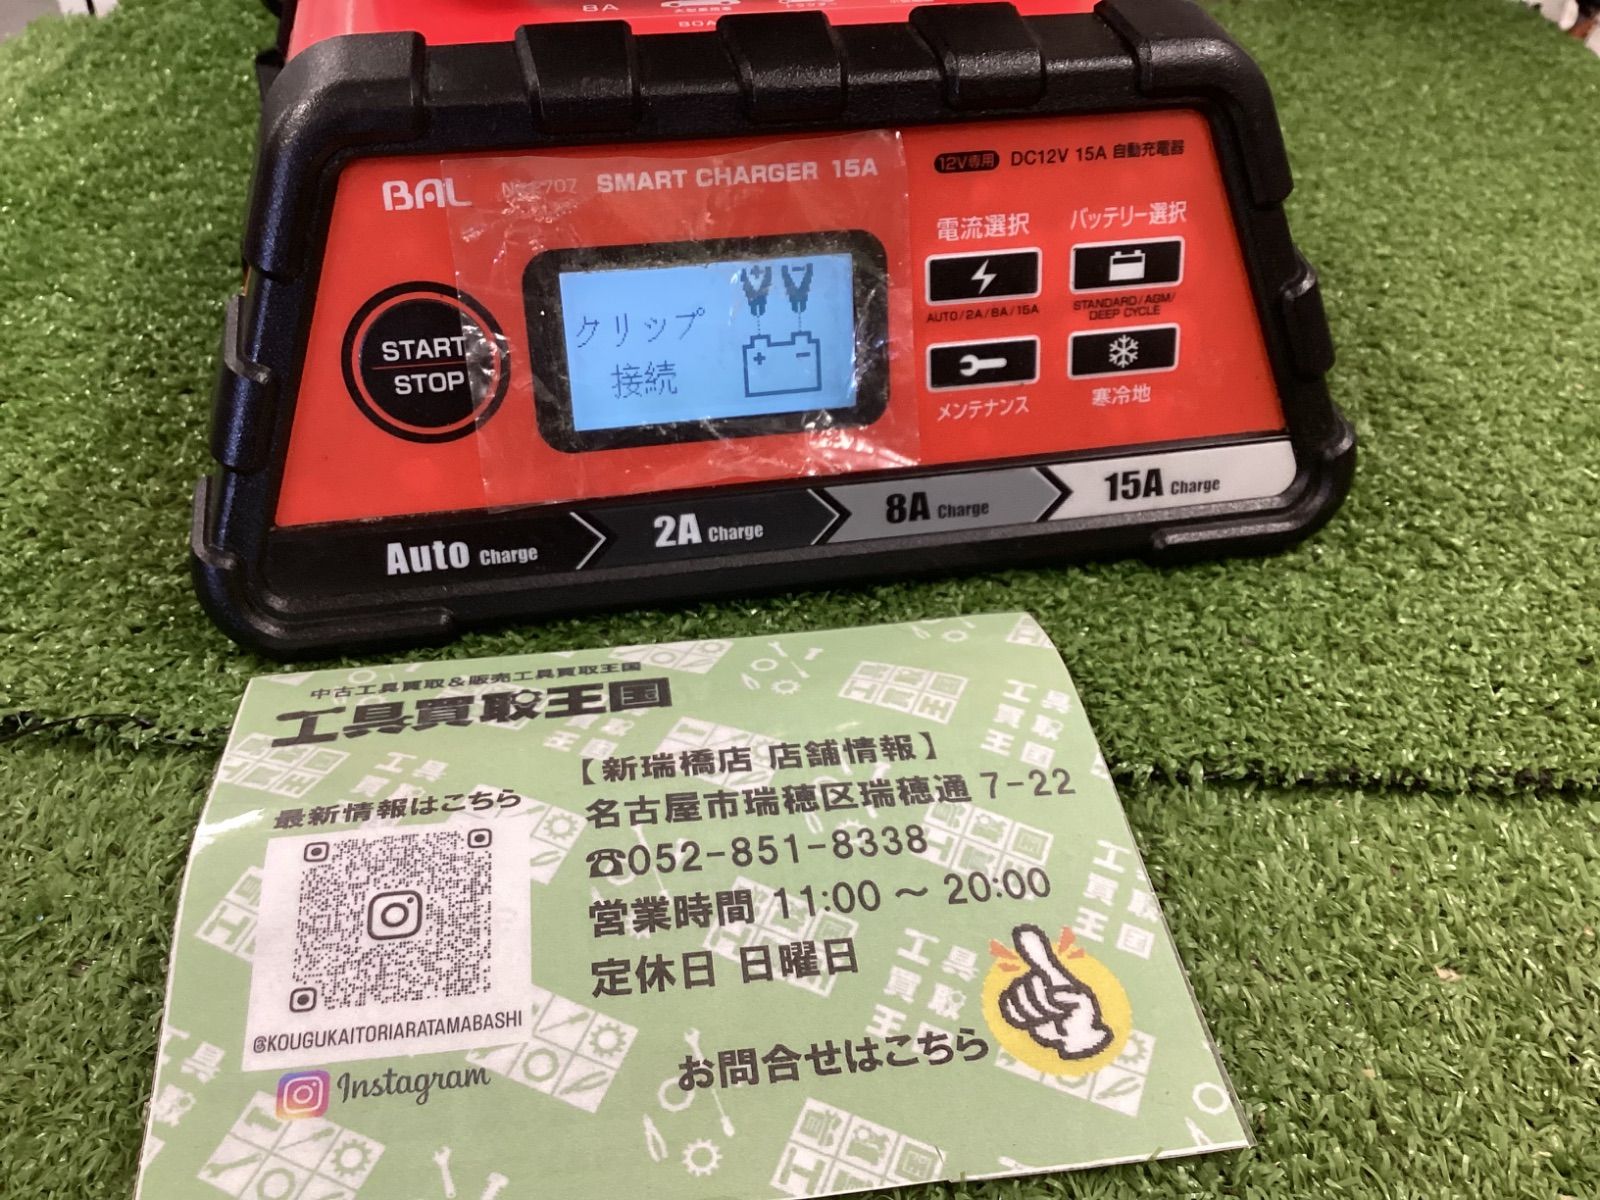 8A
80A
BAL No.2707 SMART CHARGER 15A
12V専用 DC12V 15A 自動充電器
電流選択 バッテリー選択
AUTO/2A/8A/15A
STANDARD/AGM/
DEEP CYCLE
メンテナンス 寒冷地
START
STOP
クリップ
接続
+ -
+ -
Auto Charge
2A Charge
8A Charge
15A Charge
中古工具買取&販売工具買取王国
工具買取王国
最新情報はこちら
@KOUGUKAITORIARATAMABASHI
Instagram
【新瑞橋店 店舗情報】
名古屋市瑞穂区瑞穂通 7-22
☎052-851-8338
営業時間 11:00 ~ 20:00
定休日 日曜日
お問合せはこちら